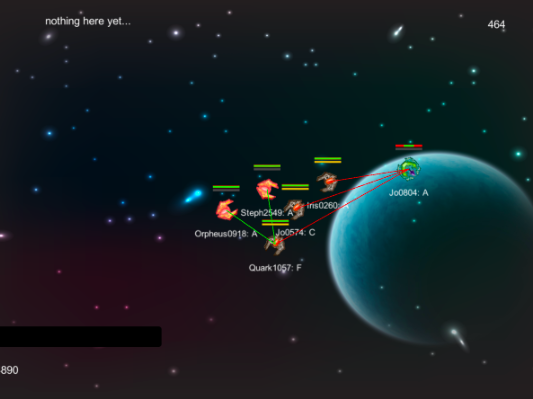 nothing here yet...
464
Jo0804: A
Iris0260:
Steph2549: A
Orpheus0918: A
Jo0574: C
Quark1057: F
890